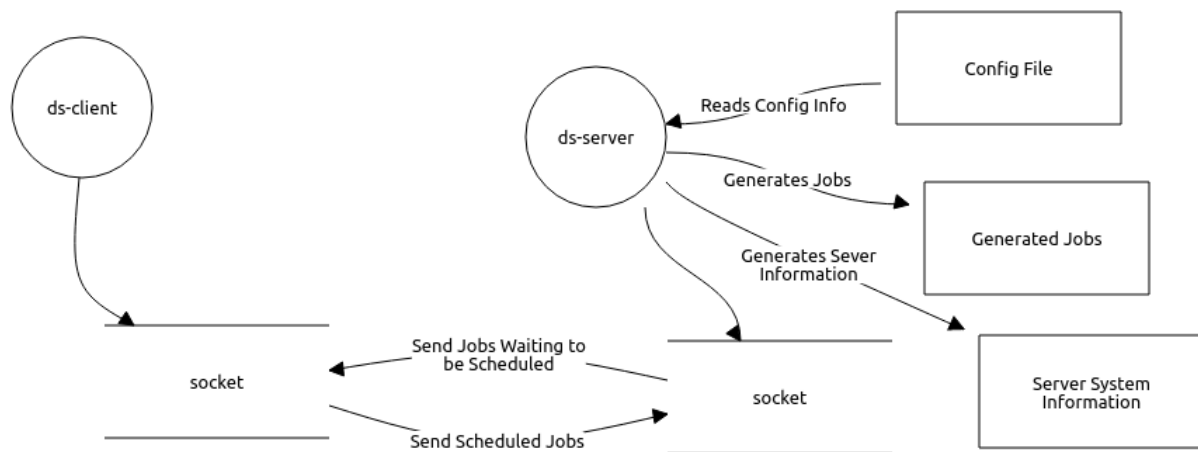 ds-client
ds-server
Config File
Reads Config Info
Generates Jobs
Generated Jobs
Generates Sever
Information
Send Jobs Waiting to
be Scheduled
socket
socket
Server System
Information
Send Scheduled Jobs